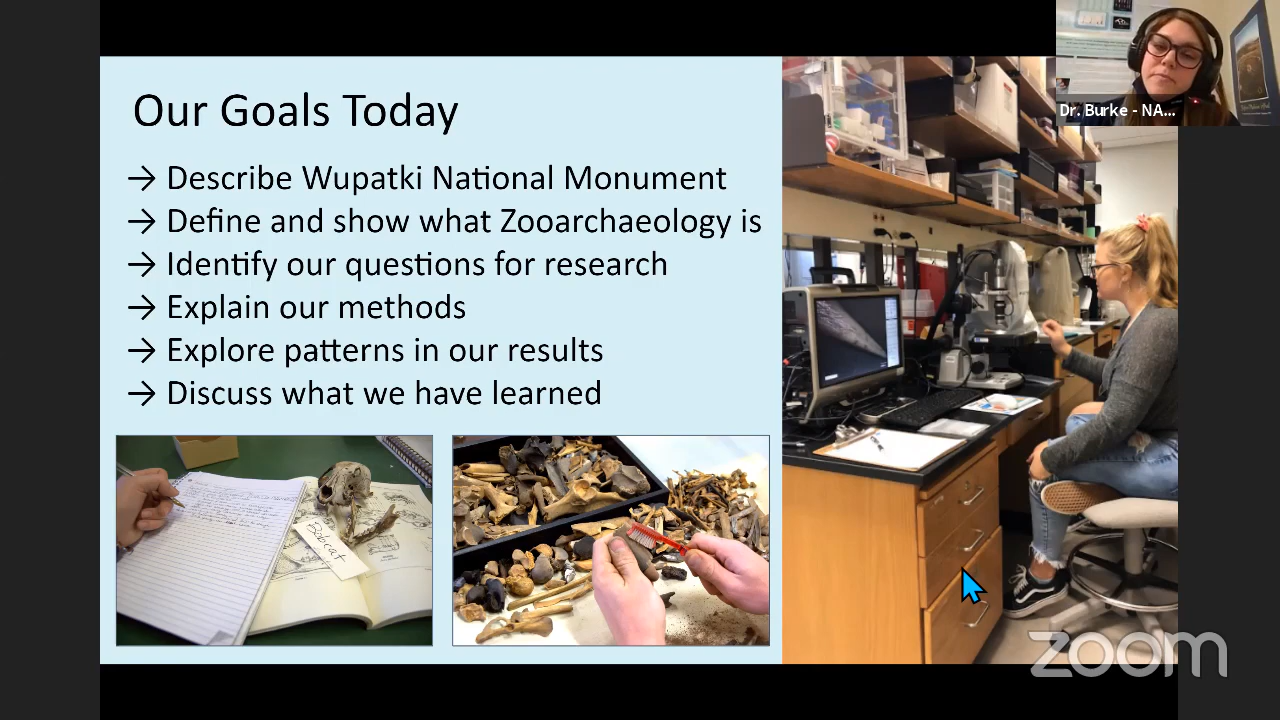 Our Goals Today
→ Describe Wupatki National Monument
→ Define and show what Zooarchaeology is
→ Identify our questions for research
→ Explain our methods
→ Explore patterns in our results
→ Discuss what we have learned
Bobcat
Dr. Burke - NA...
zoom